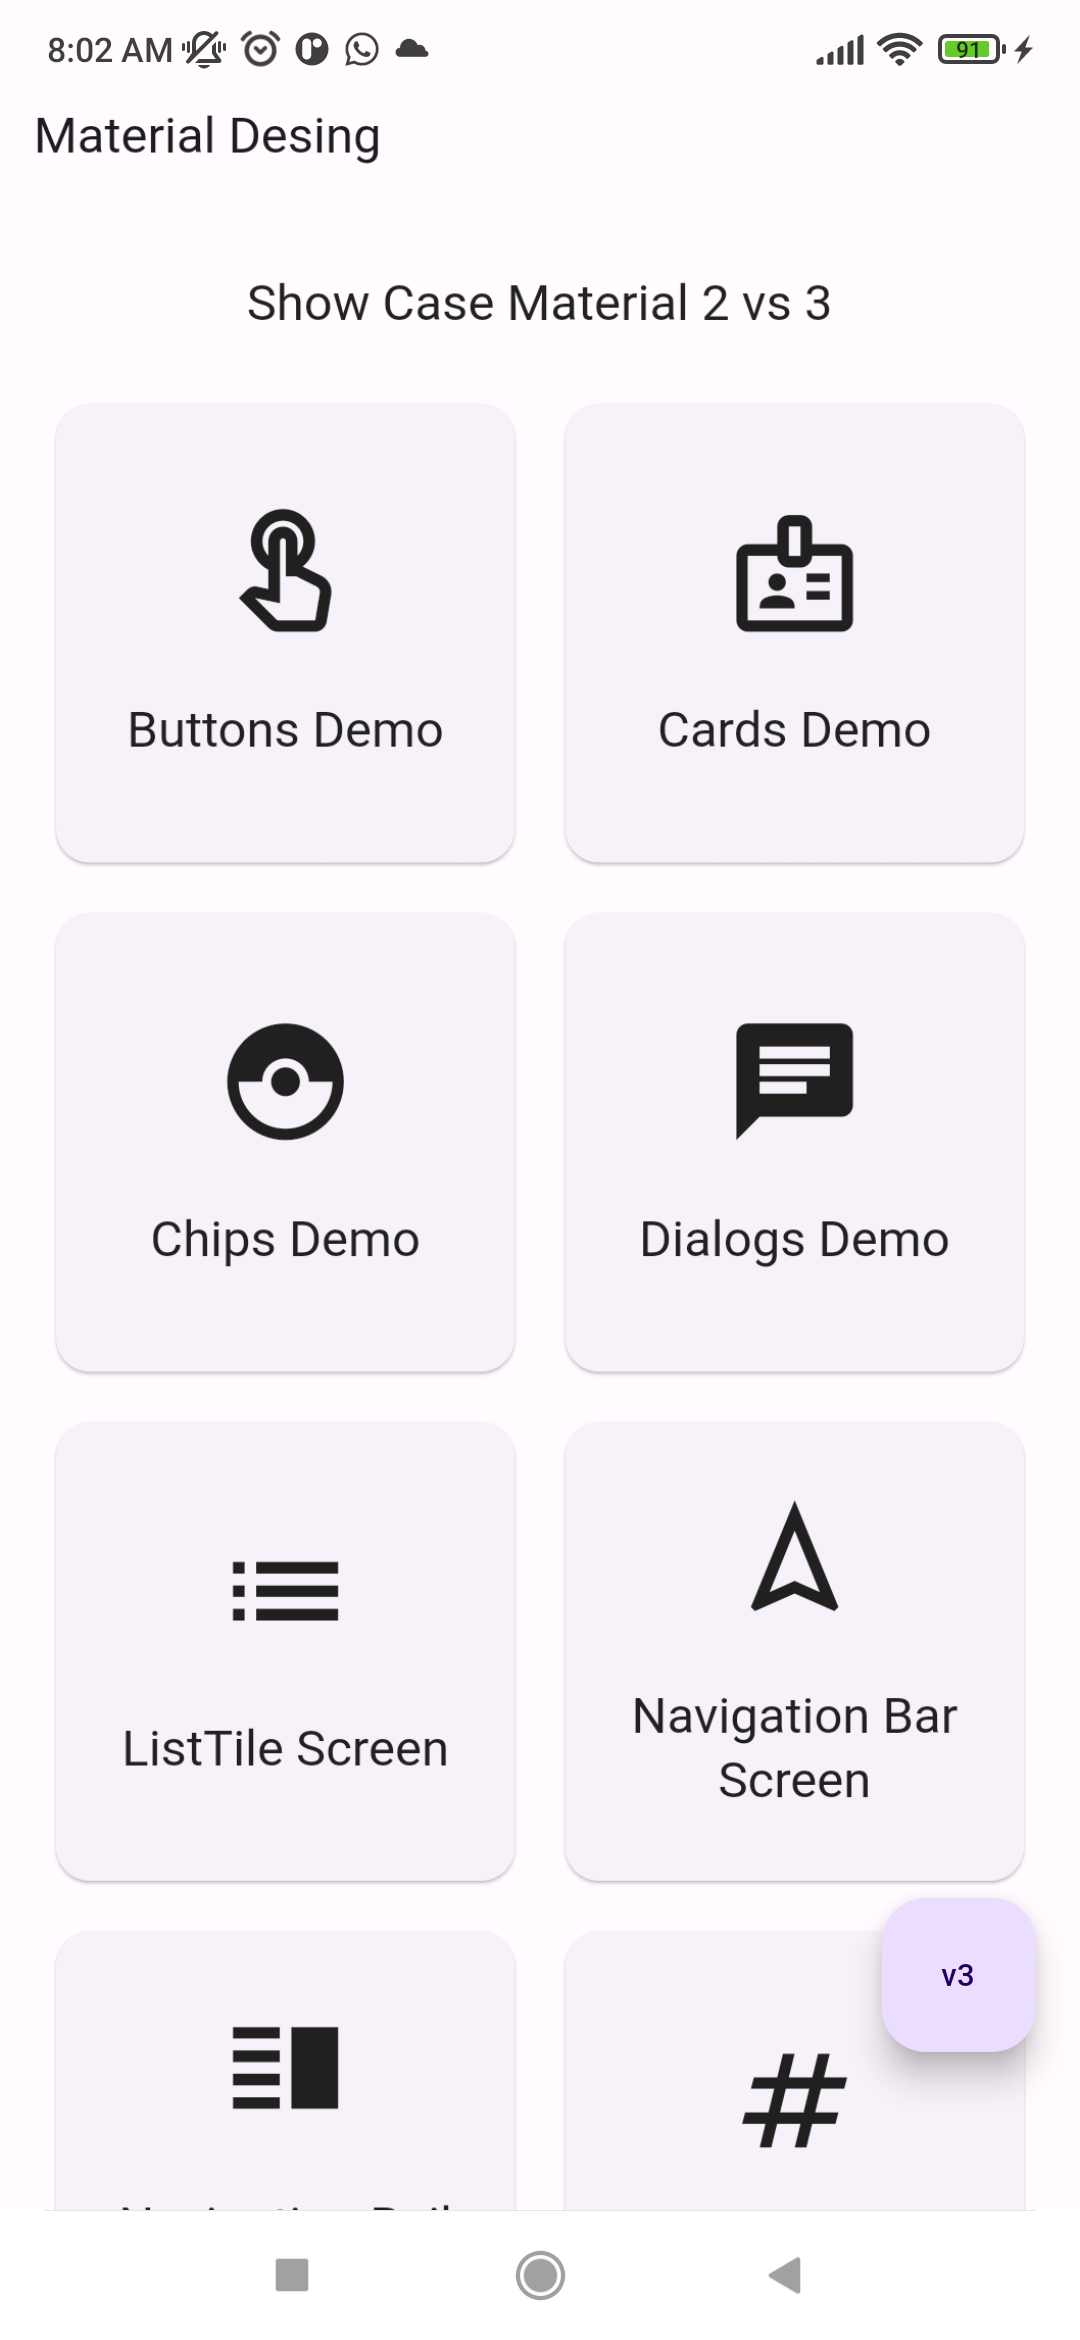 8:02 AM
91
Material Desing
Show Case Material 2 vs 3
Buttons Demo
Cards Demo
Chips Demo
Dialogs Demo
ListTile Screen
Navigation Bar
Screen
v3